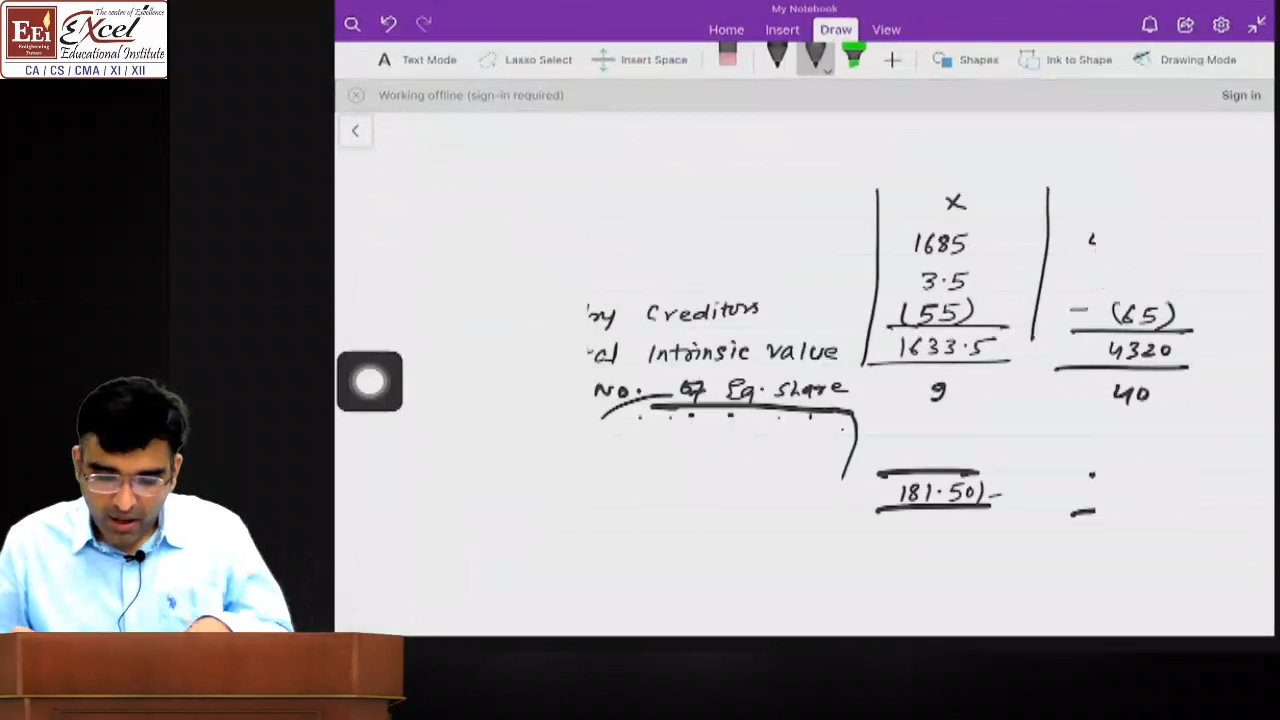 The centre of Excellence
EEi Excel
Enlightening Future
Educational Institute
CA / CS / CMA / XI / XII
My Notebook
Home Insert Draw View
A Text Mode Lasso Select Insert Space Shapes Ink to Shape Drawing Mode
Working offline (sign-in required) Sign in
x
1685
3.5
Creditors (55) - (65)
Intrinsic value 1633.5 4320
No. of Eq. share 9 40
181.50/-